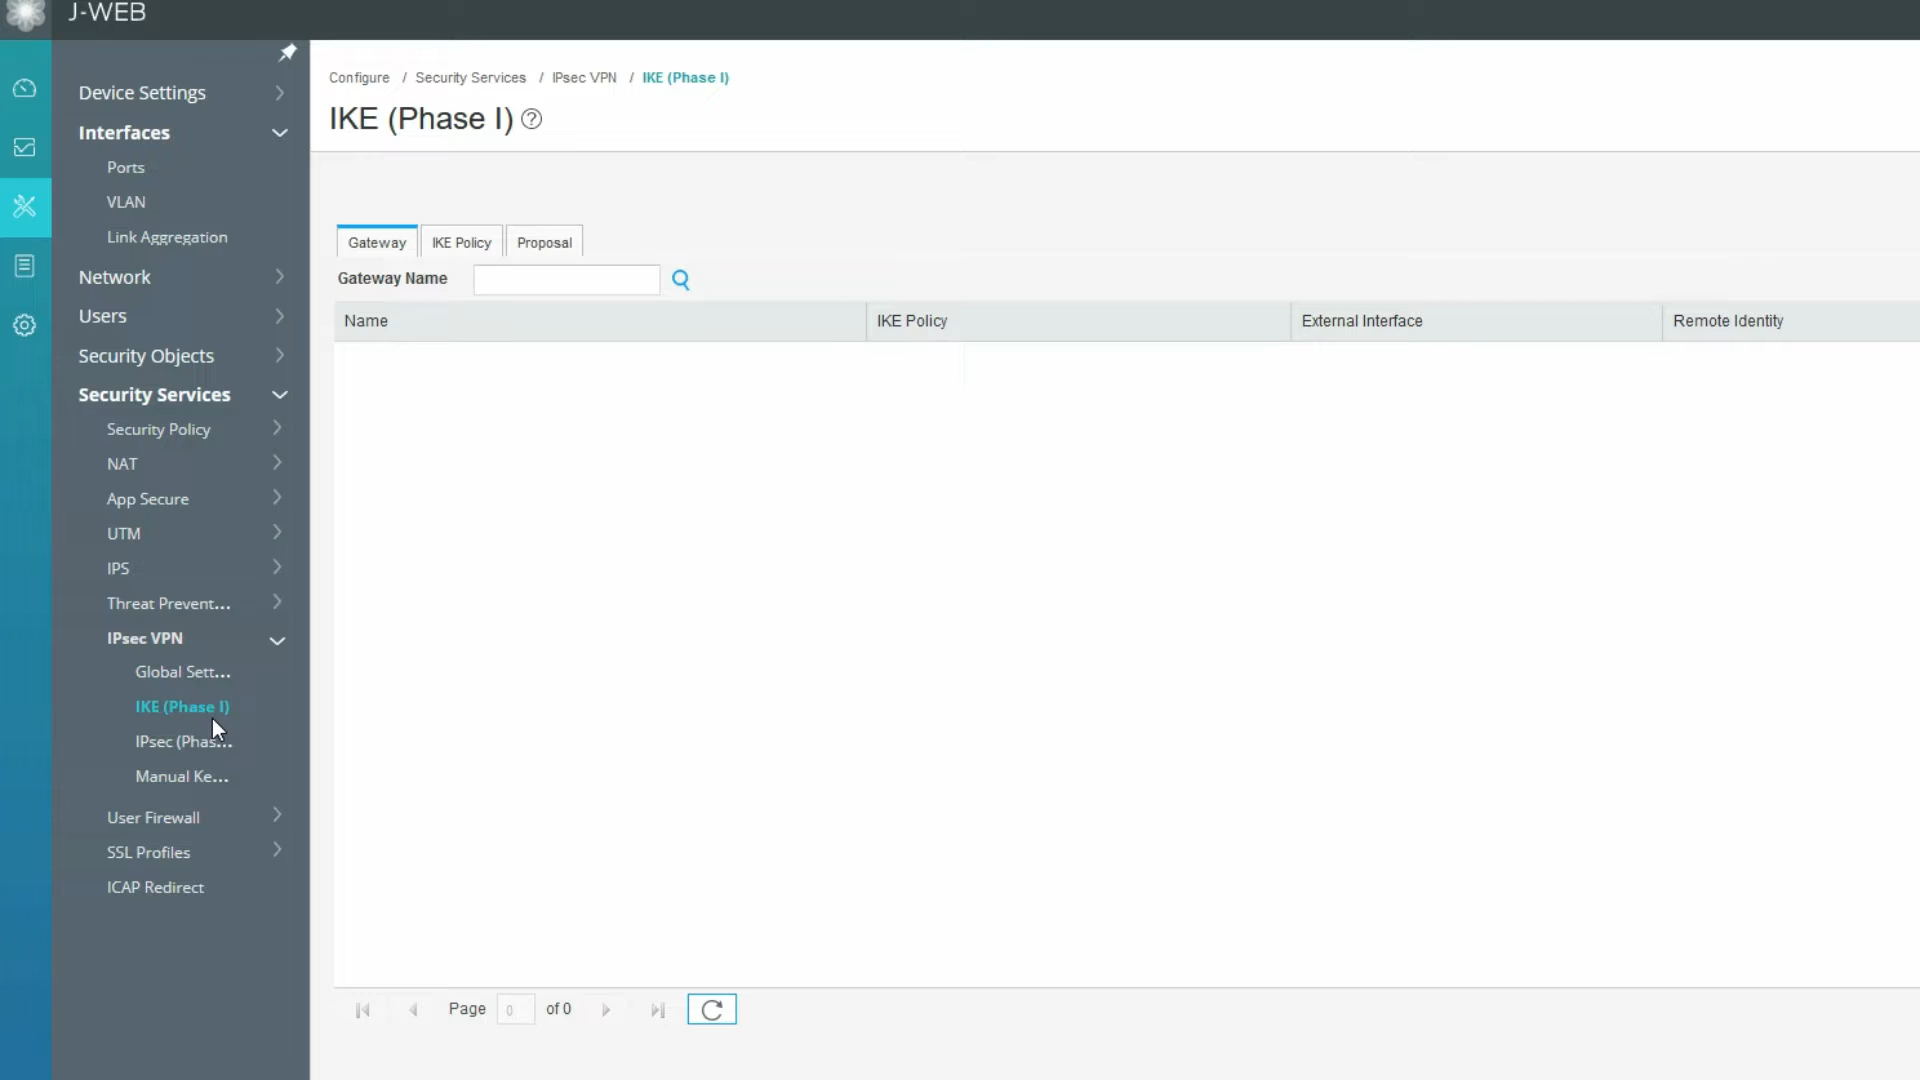 J-WEB
Device Settings
Interfaces
Ports
VLAN
Link Aggregation
Network
Users
Security Objects
Security Services
Security Policy
NAT
App Secure
UTM
IPS
Threat Prevent...
IPsec VPN
Global Sett...
IKE (Phase I)
IPsec (Phas...
Manual Ke...
User Firewall
SSL Profiles
ICAP Redirect
Configure / Security Services / IPsec VPN / IKE (Phase I)
IKE (Phase I) ?
Gateway IKE Policy Proposal
Gateway Name
Name IKE Policy External Interface Remote Identity
Page 0 of 0